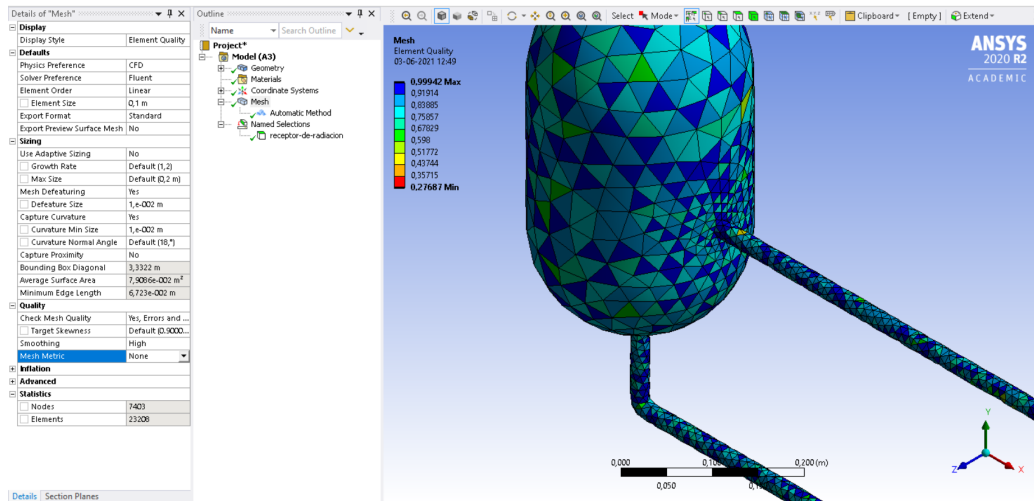 Details of "Mesh"
Display
Display Style Element Quality
Defaults
Physics Preference CFD
Solver Preference Fluent
Element Order Linear
Element Size 0,1 m
Export Format Standard
Export Preview Surface Mesh No
Sizing
Use Adaptive Sizing No
Growth Rate Default (1,2)
Max Size Default (0,2 m)
Mesh Defeaturing Yes
Defeature Size 1,e-002 m
Capture Curvature Yes
Curvature Min Size 1,e-002 m
Curvature Normal Angle Default (18,°)
Capture Proximity No
Bounding Box Diagonal 3,3322 m
Average Surface Area 7,9086e-002 m²
Minimum Edge Length 6,723e-002 m
Quality
Check Mesh Quality Yes, Errors and ...
Target Skewness Default (0.9000...
Smoothing High
Mesh Metric None
Inflation
Advanced
Statistics
Nodes 7403
Elements 23208
Details Section Planes
Outline
Name Search Outline
Project*
Model (A3)
Geometry
Materials
Coordinate Systems
Mesh
Automatic Method
Named Selections
receptor-de-radiacion
Select Mode Clipboard [ Empty ] Extend
Mesh
Element Quality
03-06-2021 12:49
0,99942 Max
0,91914
0,83885
0,75857
0,67829
0,598
0,51772
0,43744
0,35715
0,27687 Min
ANSYS
2020 R2
ACADEMIC
0,000 0,200 (m)
0,050
Y
Z X